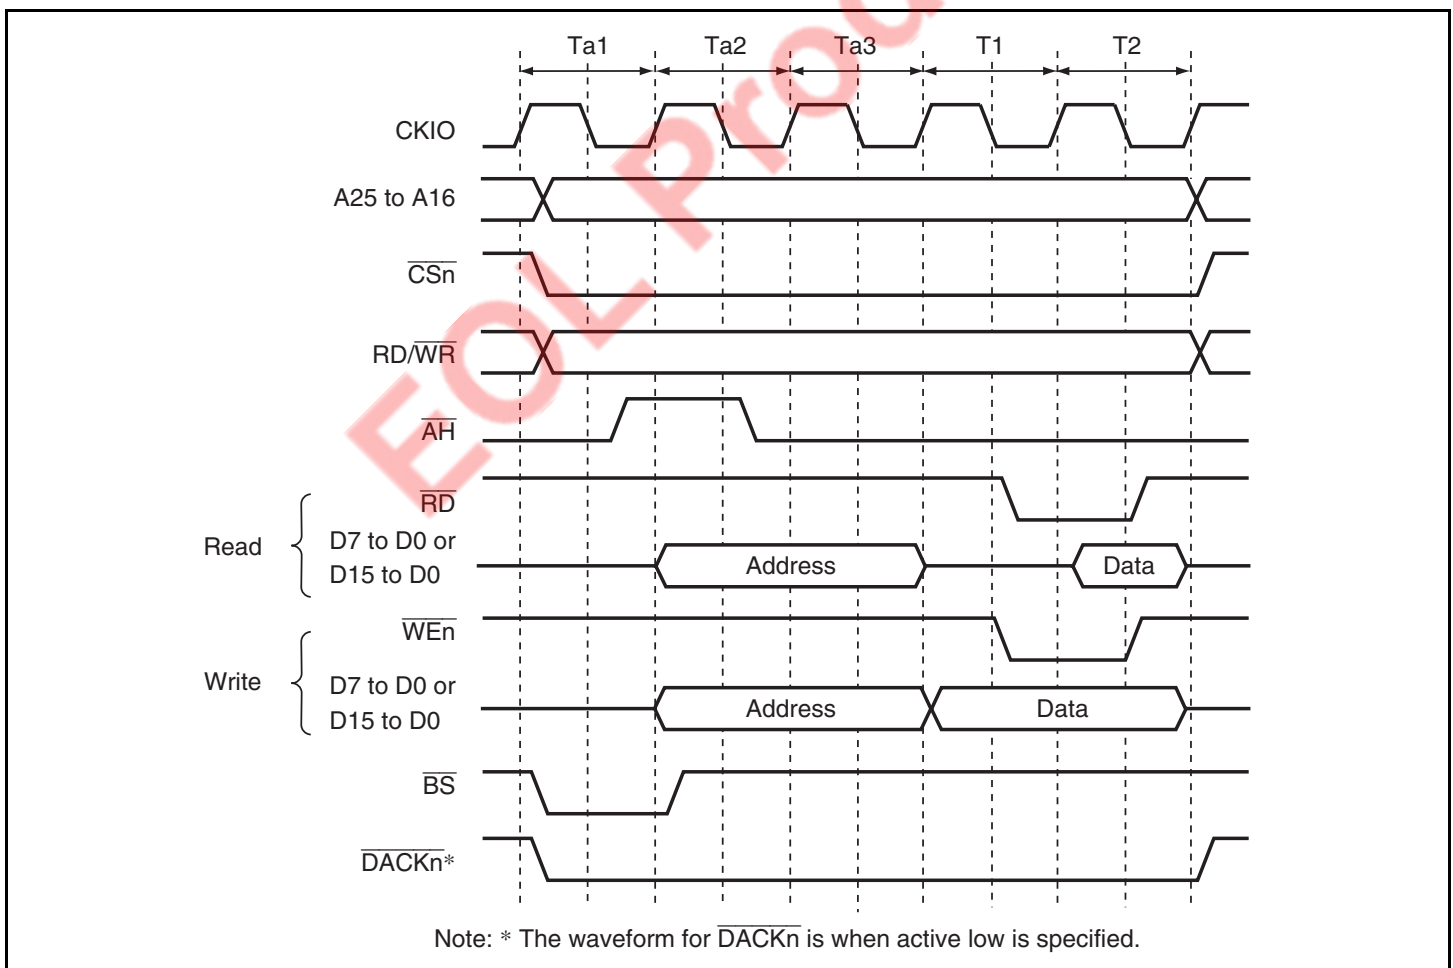 Ta1 Ta2 Ta3 T1 T2
CKIO
A25 to A16
CSn
RD/WR
AH
RD
Read
D7 to D0 or
D15 to D0
Address Data
WEn
Write
D7 to D0 or
D15 to D0
Address Data
BS
DACKn*
Note: * The waveform for DACKn is when active low is specified.
EOL Prod